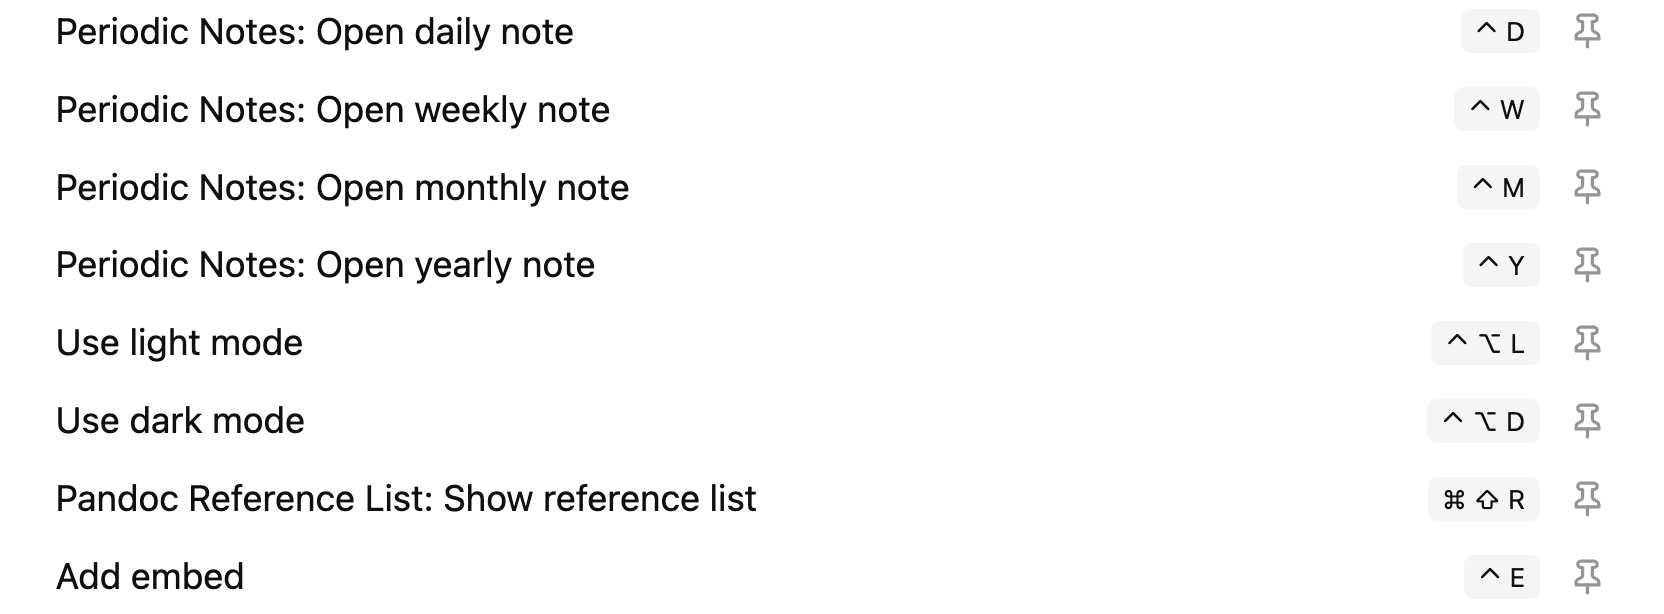 Periodic Notes: Open daily note ^ D
Periodic Notes: Open weekly note ^ W
Periodic Notes: Open monthly note ^ M
Periodic Notes: Open yearly note ^ Y
Use light mode ^ ⌥ L
Use dark mode ^ ⌥ D
Pandoc Reference List: Show reference list ⌘ ⇧ R
Add embed ^ E